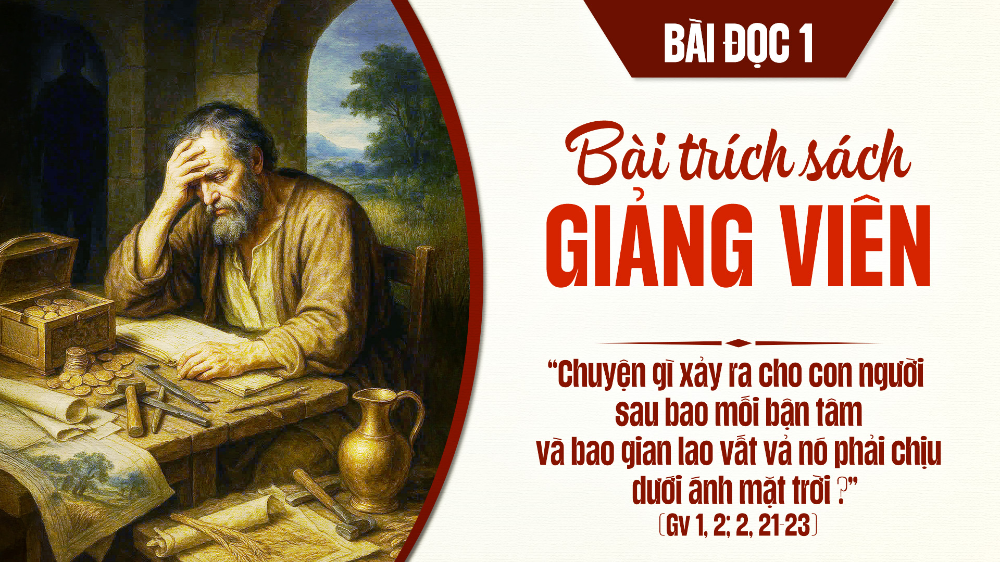 BÀI ĐỌC 1
Bài trích sách
GIẢNG VIÊN
“Chuyện gì xảy ra cho con người
sau bao mỗi bận tâm
và bao gian lao vất vả nó phải chịu
dưới ánh mặt trời ?”
(Gv 1, 2; 2, 21-23)